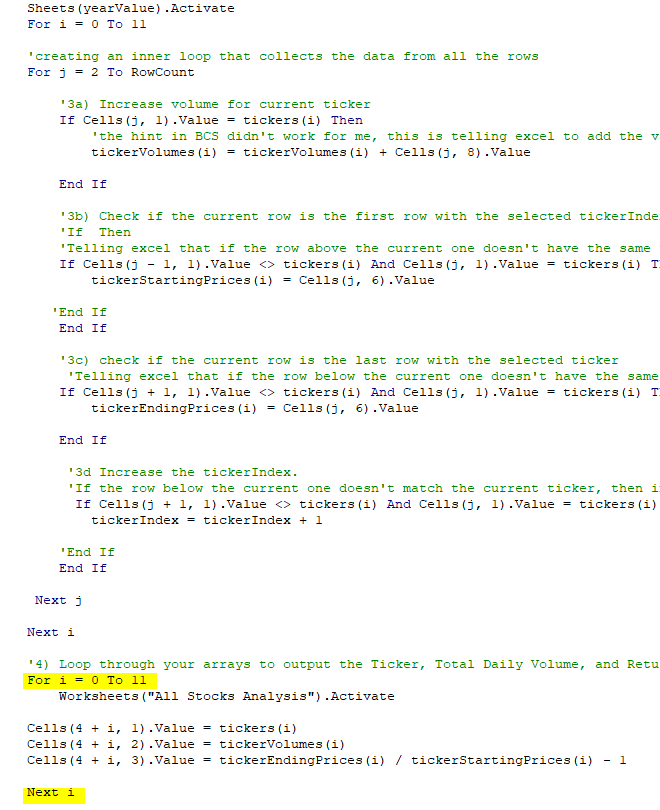 Sheets(yearValue).Activate
For i = 0 To 11
'creating an inner loop that collects the data from all the rows
For j = 2 To RowCount
'3a) Increase volume for current ticker
If Cells(j, 1).Value = tickers(i) Then
'the hint in BCS didn't work for me, this is telling excel to add the v
tickerVolumes(i) = tickerVolumes(i) + Cells(j, 8).Value
End If
'3b) Check if the current row is the first row with the selected tickerInde
'If  Then
'Telling excel that if the row above the current one doesn't have the same
If Cells(j - 1, 1).Value <> tickers(i) And Cells(j, 1).Value = tickers(i) T
tickerStartingPrices(i) = Cells(j, 6).Value
'End If
End If
'3c) check if the current row is the last row with the selected ticker
'Telling excel that if the row below the current one doesn't have the same
If Cells(j + 1, 1).Value <> tickers(i) And Cells(j, 1).Value = tickers(i) T
tickerEndingPrices(i) = Cells(j, 6).Value
End If
'3d Increase the tickerIndex.
'If the row below the current one doesn't match the current ticker, then i
If Cells(j + 1, 1).Value <> tickers(i) And Cells(j, 1).Value = tickers(i)
tickerIndex = tickerIndex + 1
'End If
End If
Next j
Next i
'4) Loop through your arrays to output the Ticker, Total Daily Volume, and Retu
For i = 0 To 11
Worksheets("All Stocks Analysis").Activate
Cells(4 + i, 1).Value = tickers(i)
Cells(4 + i, 2).Value = tickerVolumes(i)
Cells(4 + i, 3).Value = tickerEndingPrices(i) / tickerStartingPrices(i) - 1
Next i